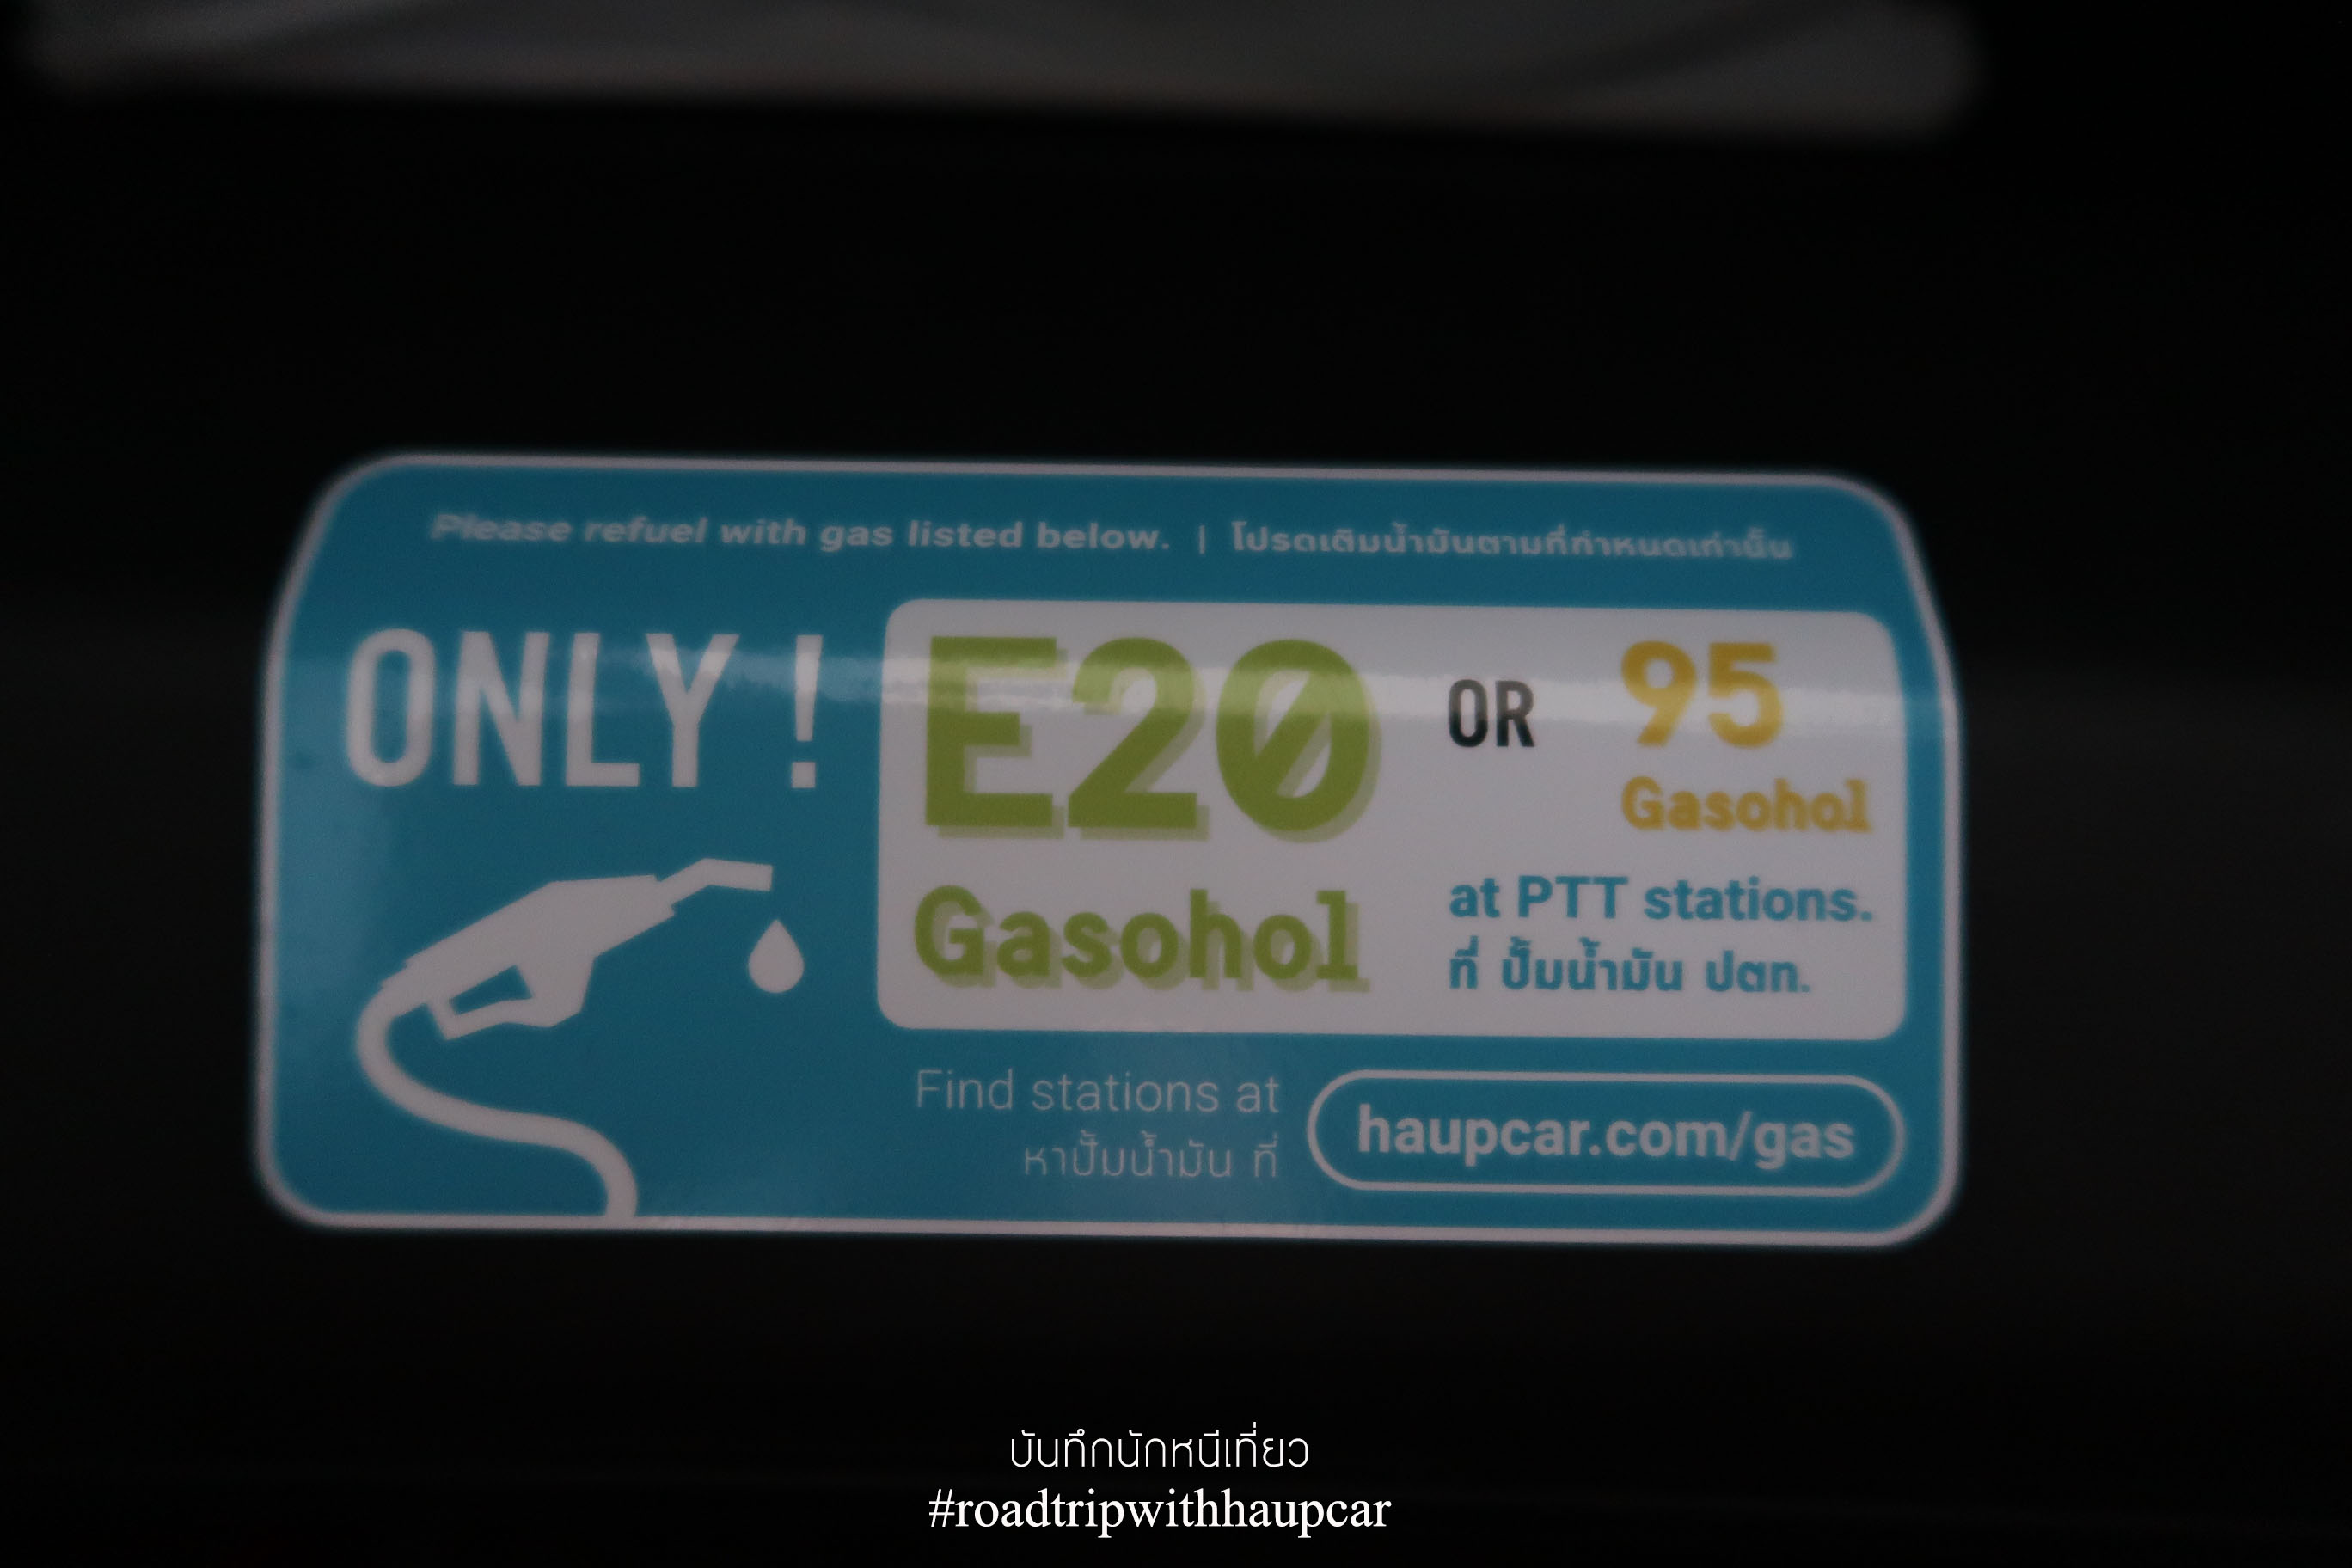 Please refuel with gas listed below. | โปรดเติมน้ำมันตามที่กำหนดเท่านั้น
ONLY !
E20 OR 95
Gasohol
Gasohol
at PTT stations.
ที่ ปั้มน้ำมัน ปตท.
Find stations at
หาปั้มน้ำมัน ที่
haupcar.com/gas
บันทึกนักหนีเที่ยว
#roadtripwithhaupcar